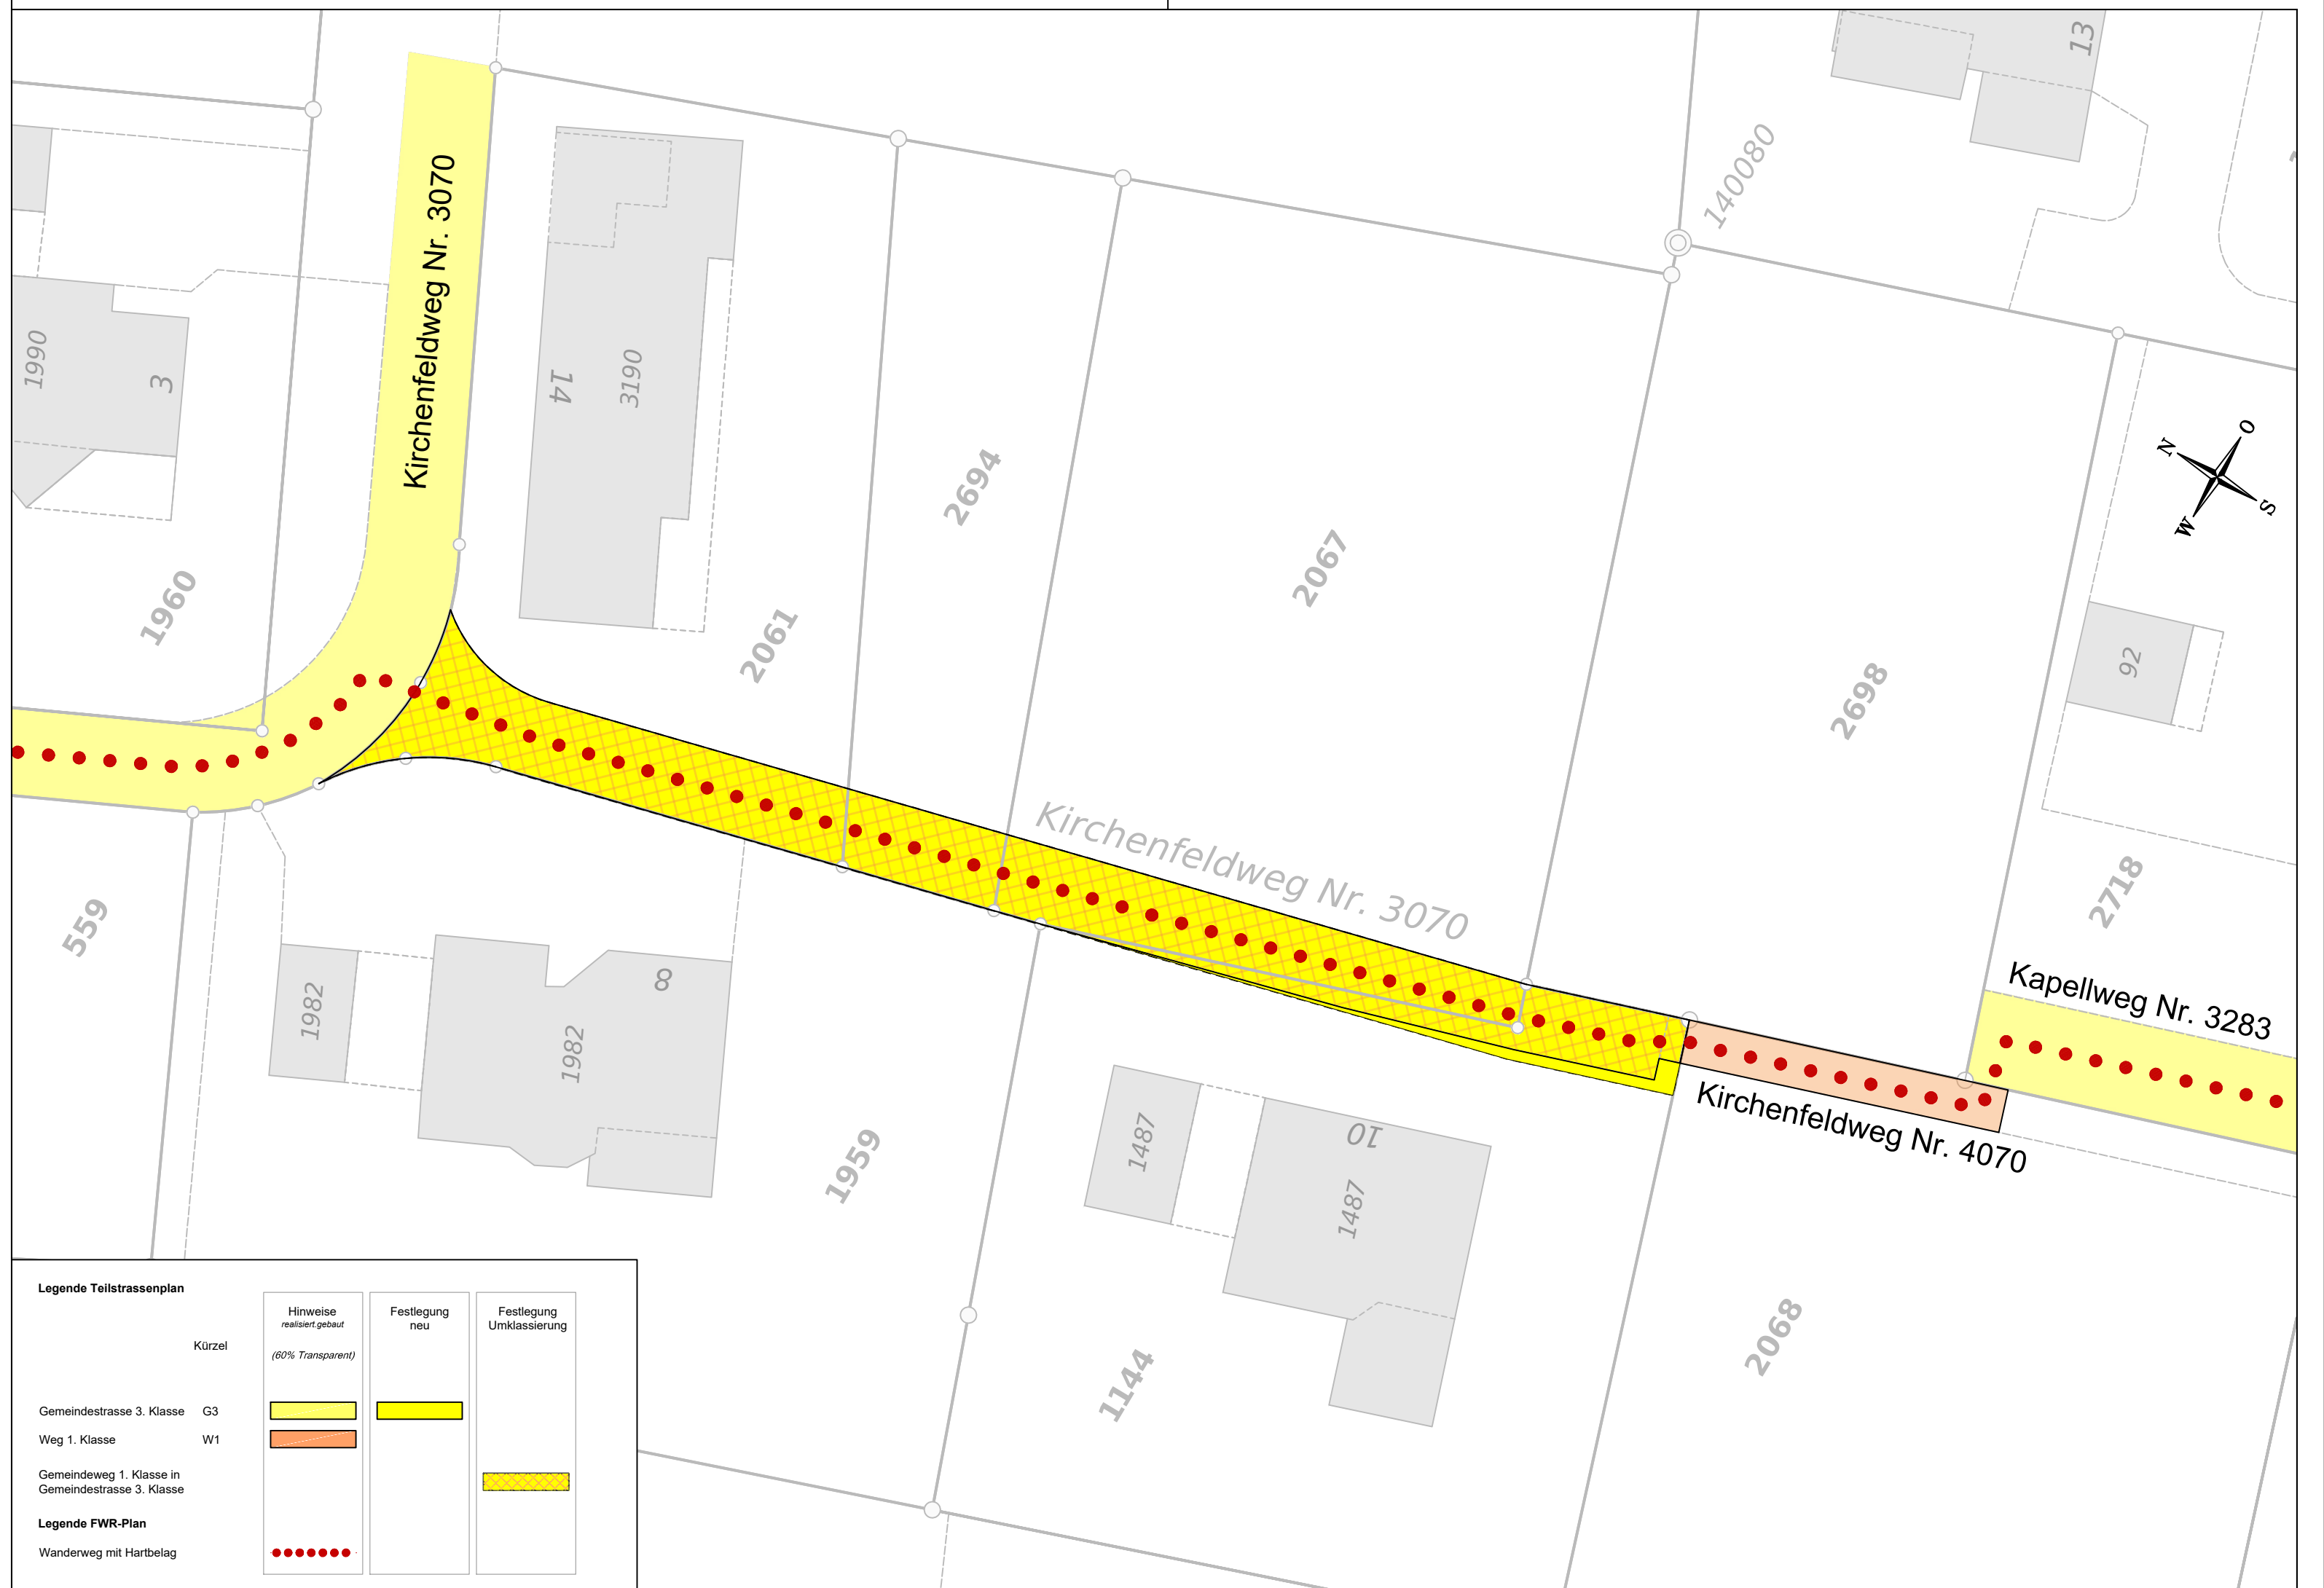 13
140080
Kirchenfeldweg Nr. 3070
1990
3
14
3190
2694
2067
N
O
W
S
1960
2061
2698
92
2718
Kirchenfeldweg Nr. 3070
559
1982
8
1982
Kapellweg Nr. 3283
Kirchenfeldweg Nr. 4070
1959
1487
10
1487
1144
2068
Legende Teilstrassenplan
Kürzel
Hinweise
realisiert.gebaut
(60% Transparent)
Festlegung
neu
Festlegung
Umklassierung
Gemeindestrasse 3. Klasse G3
Weg 1. Klasse W1
Gemeindeweg 1. Klasse in
Gemeindestrasse 3. Klasse
Legende FWR-Plan
Wanderweg mit Hartbelag